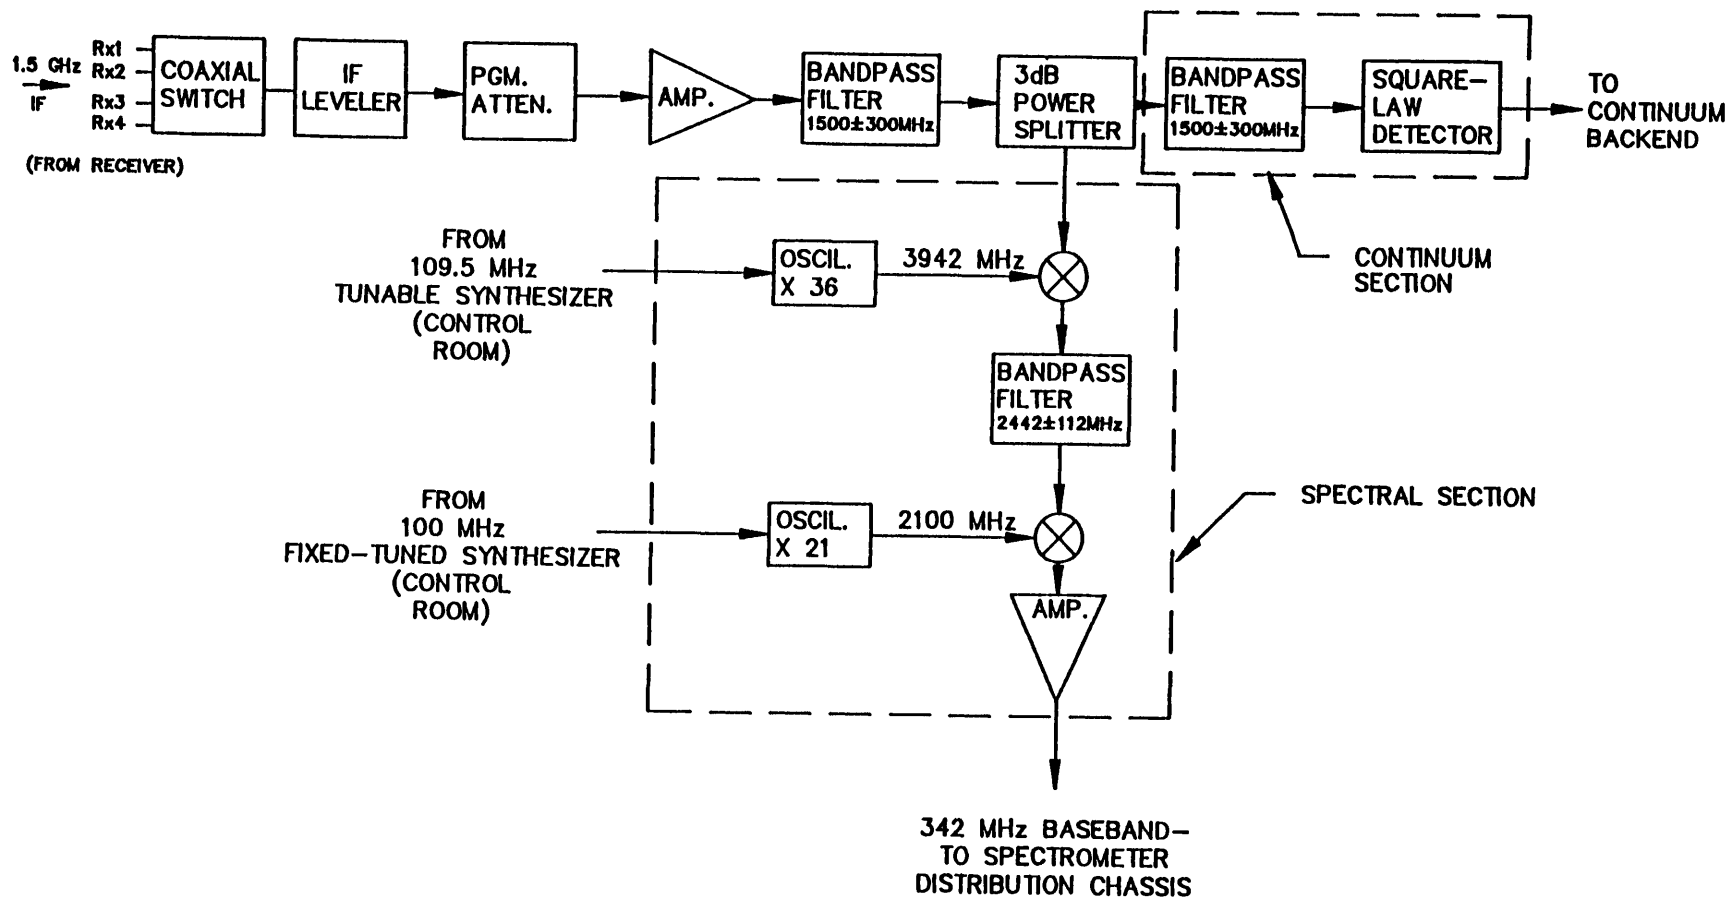 1.5 GHz
IF
Rx1
Rx2
Rx3
Rx4
(FROM RECEIVER)
COAXIAL
SWITCH
IF
LEVELER
PGM.
ATTEN.
AMP.
BANDPASS
FILTER
1500±300MHz
3dB
POWER
SPLITTER
BANDPASS
FILTER
1500±300MHz
SQUARE-
LAW
DETECTOR
TO
CONTINUUM
BACKEND
CONTINUUM
SECTION
FROM
109.5 MHz
TUNABLE SYNTHESIZER
(CONTROL
ROOM)
OSCIL.
X 36
3942 MHz
BANDPASS
FILTER
2442±112MHz
FROM
100 MHz
FIXED-TUNED SYNTHESIZER
(CONTROL
ROOM)
OSCIL.
X 21
2100 MHz
SPECTRAL SECTION
AMP.
342 MHz BASEBAND-
TO SPECTROMETER
DISTRIBUTION CHASSIS